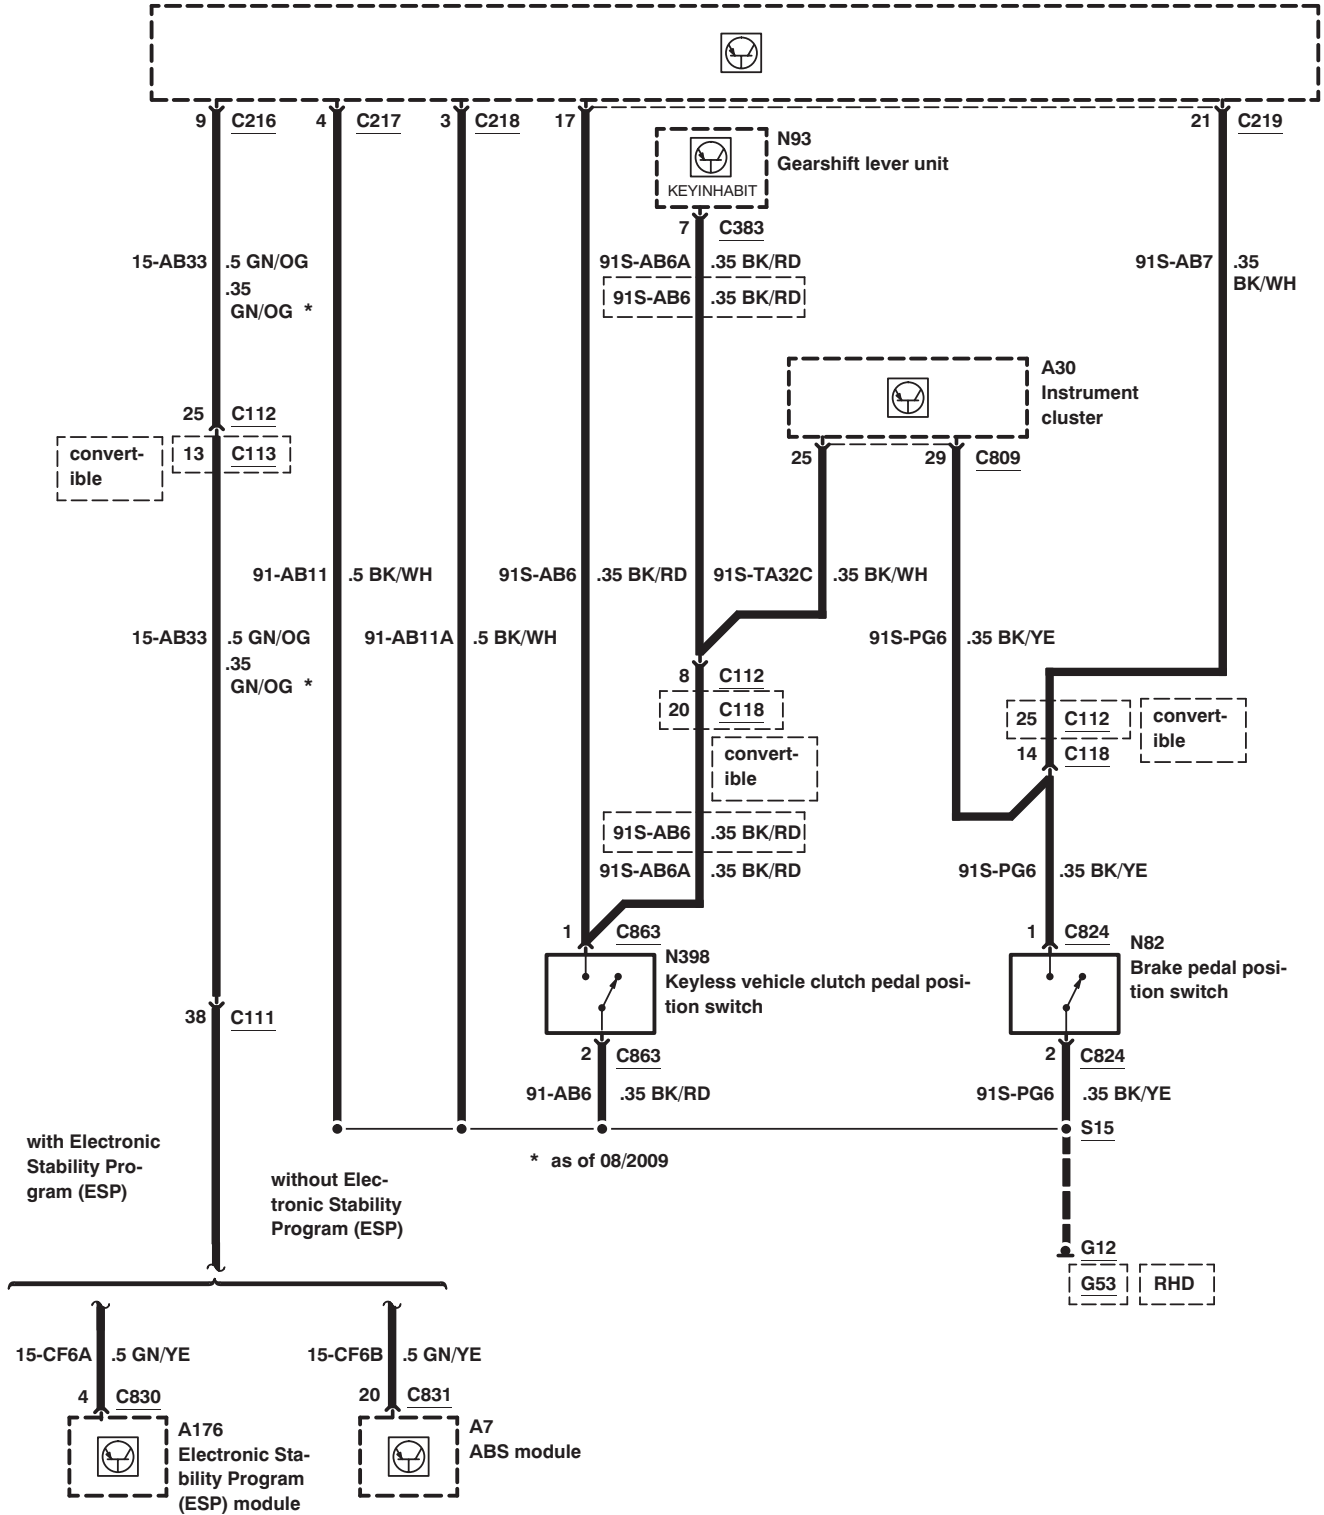 9 C216 4 C217 3 C218 17 21 C219
N93
Gearshift lever unit
KEYINHABIT
7 C383
15-AB33 .5 GN/OG
.35
GN/OG *
91S-AB6A .35 BK/RD
91S-AB6 .35 BK/RD
91S-AB7 .35
BK/WH
A30
Instrument
cluster
25 C112
13 C113
convert-
ible
25 29 C809
91-AB11 .5 BK/WH
91S-AB6 .35 BK/RD
91S-TA32C .35 BK/WH
15-AB33 .5 GN/OG
.35
GN/OG *
91-AB11A .5 BK/WH
91S-PG6 .35 BK/YE
8 C112
20 C118
convert-
ible
25 C112
14 C118
convert-
ible
91S-AB6 .35 BK/RD
91S-AB6A .35 BK/RD
91S-PG6 .35 BK/YE
1 C863
N398
Keyless vehicle clutch pedal posi-
tion switch
1 C824
N82
Brake pedal posi-
tion switch
38 C111
2 C863
2 C824
91-AB6 .35 BK/RD
91S-PG6 .35 BK/YE
S15
with Electronic
Stability Pro-
gram (ESP)
* as of 08/2009
without Elec-
tronic Stability
Program (ESP)
G12
G53 RHD
15-CF6A .5 GN/YE
15-CF6B .5 GN/YE
4 C830
20 C831
A176
Electronic Sta-
bility Program
(ESP) module
A7
ABS module